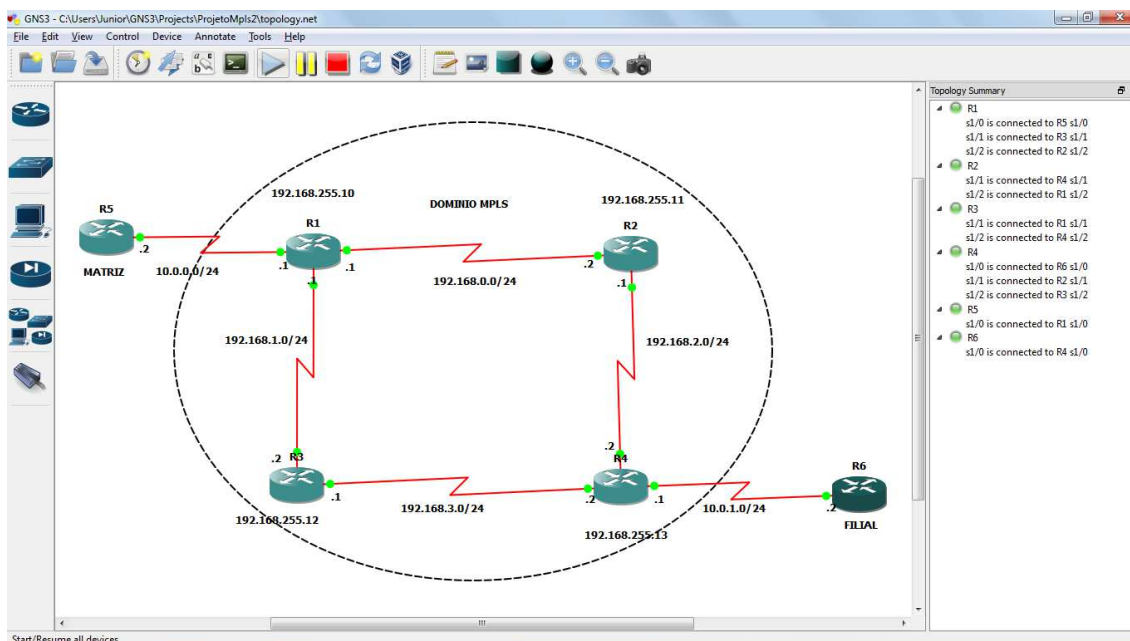 GNS3 - C:\Users\Junior\GNS3\Projects\ProjetoMpls2\topology.net
File Edit View Control Device Annotate Tools Help
Topology Summary
R1
s1/0 is connected to R5 s1/0
s1/1 is connected to R3 s1/1
s1/2 is connected to R2 s1/2
R2
s1/1 is connected to R4 s1/1
s1/2 is connected to R1 s1/2
R3
s1/1 is connected to R1 s1/1
s1/2 is connected to R4 s1/2
R4
s1/0 is connected to R6 s1/0
s1/1 is connected to R2 s1/1
s1/2 is connected to R3 s1/2
R5
s1/0 is connected to R1 s1/0
R6
s1/0 is connected to R4 s1/0
192.168.255.10
DOMINIO MPLS
192.168.255.11
R5
R1
R2
.2
.1
.1
.2
MATRIZ
10.0.0.0/24
.1
192.168.0.0/24
.1
192.168.1.0/24
192.168.2.0/24
.2
R3
.2
R4
R6
.1
192.168.3.0/24
.2
.1
10.0.1.0/24
.2
192.168.255.12
192.168.255.13
FILIAL
Start/Resume all devices